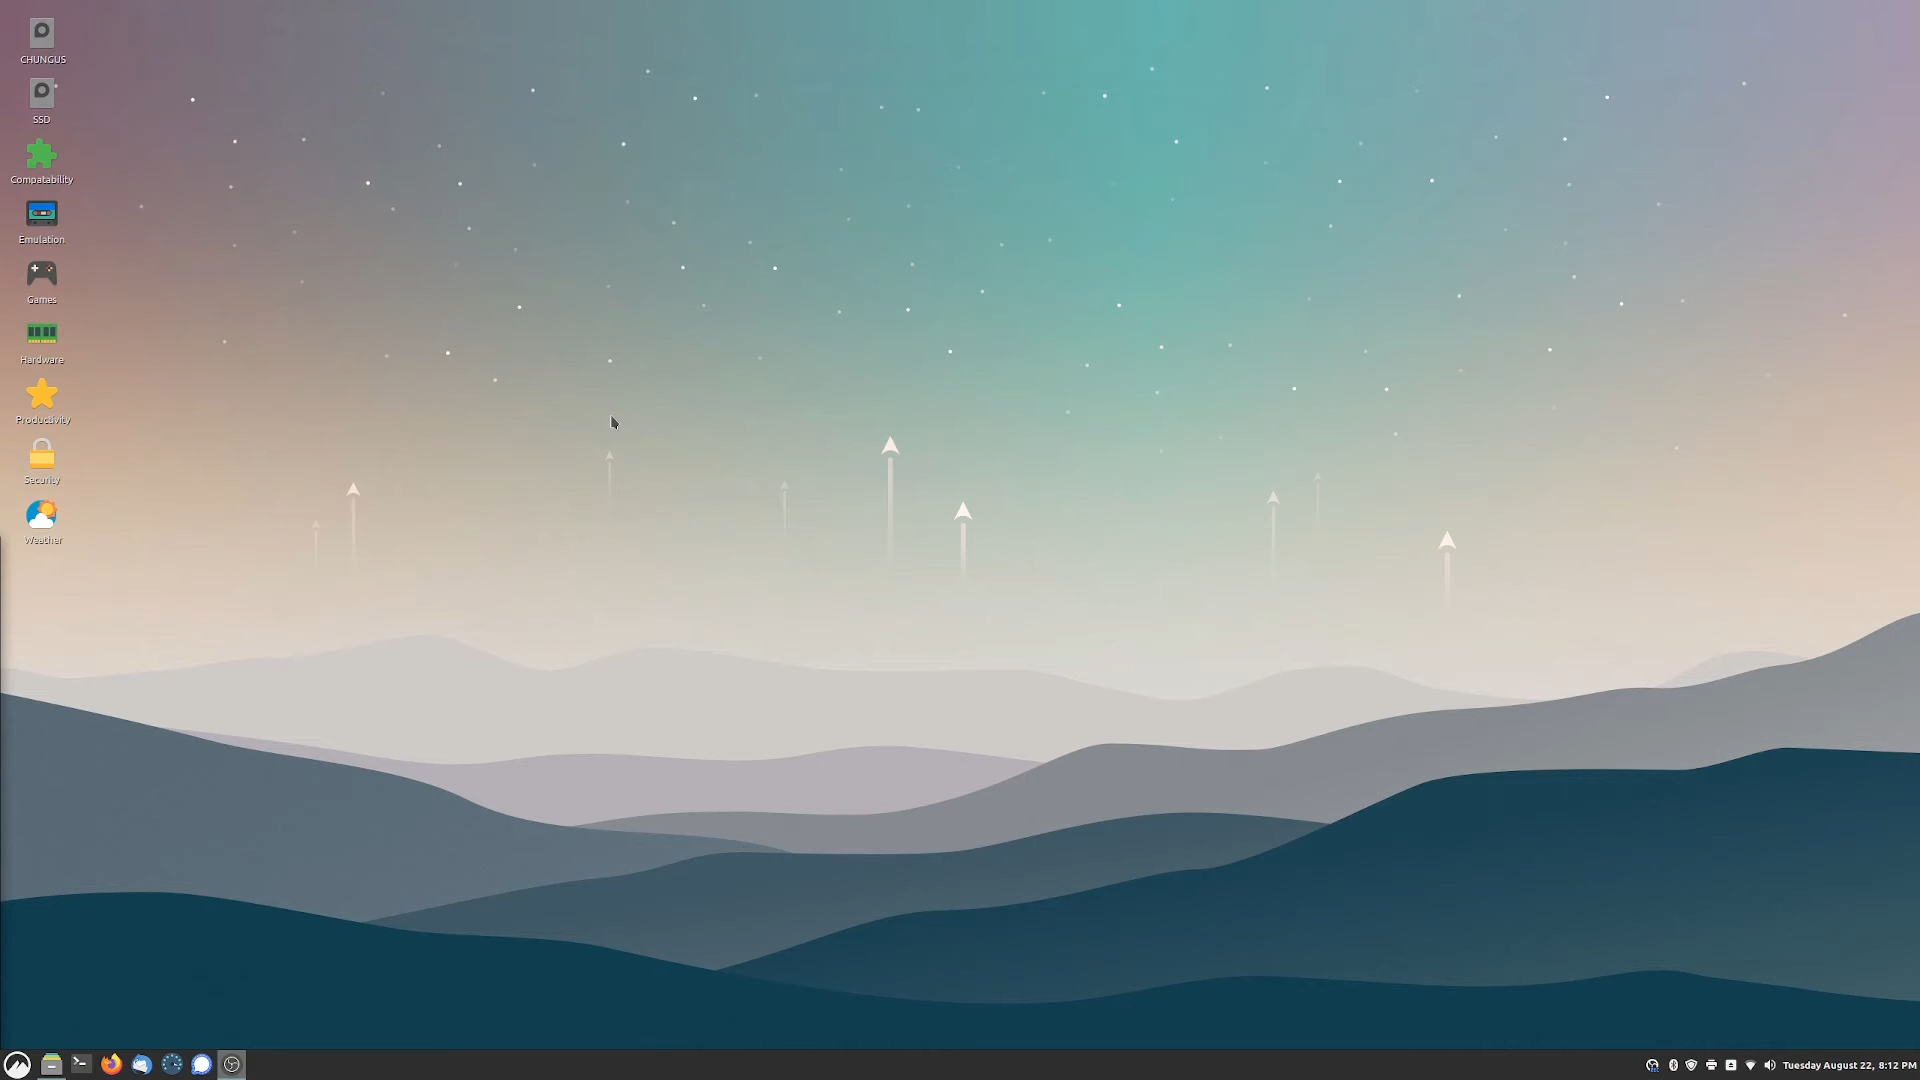 CHUNGUS
SSD
Compatability
Emulation
Games
Hardware
Productivity
Security
Weather
Tuesday August 22, 8:12 PM